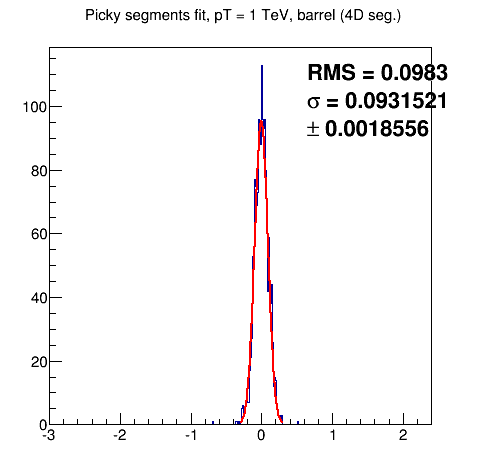 Picky segments fit, pT = 1 TeV, barrel (4D seg.)
RMS = 0.0983
σ = 0.0931521
± 0.0018556
100
80
60
40
20
0
-3 -2 -1 0 1 2